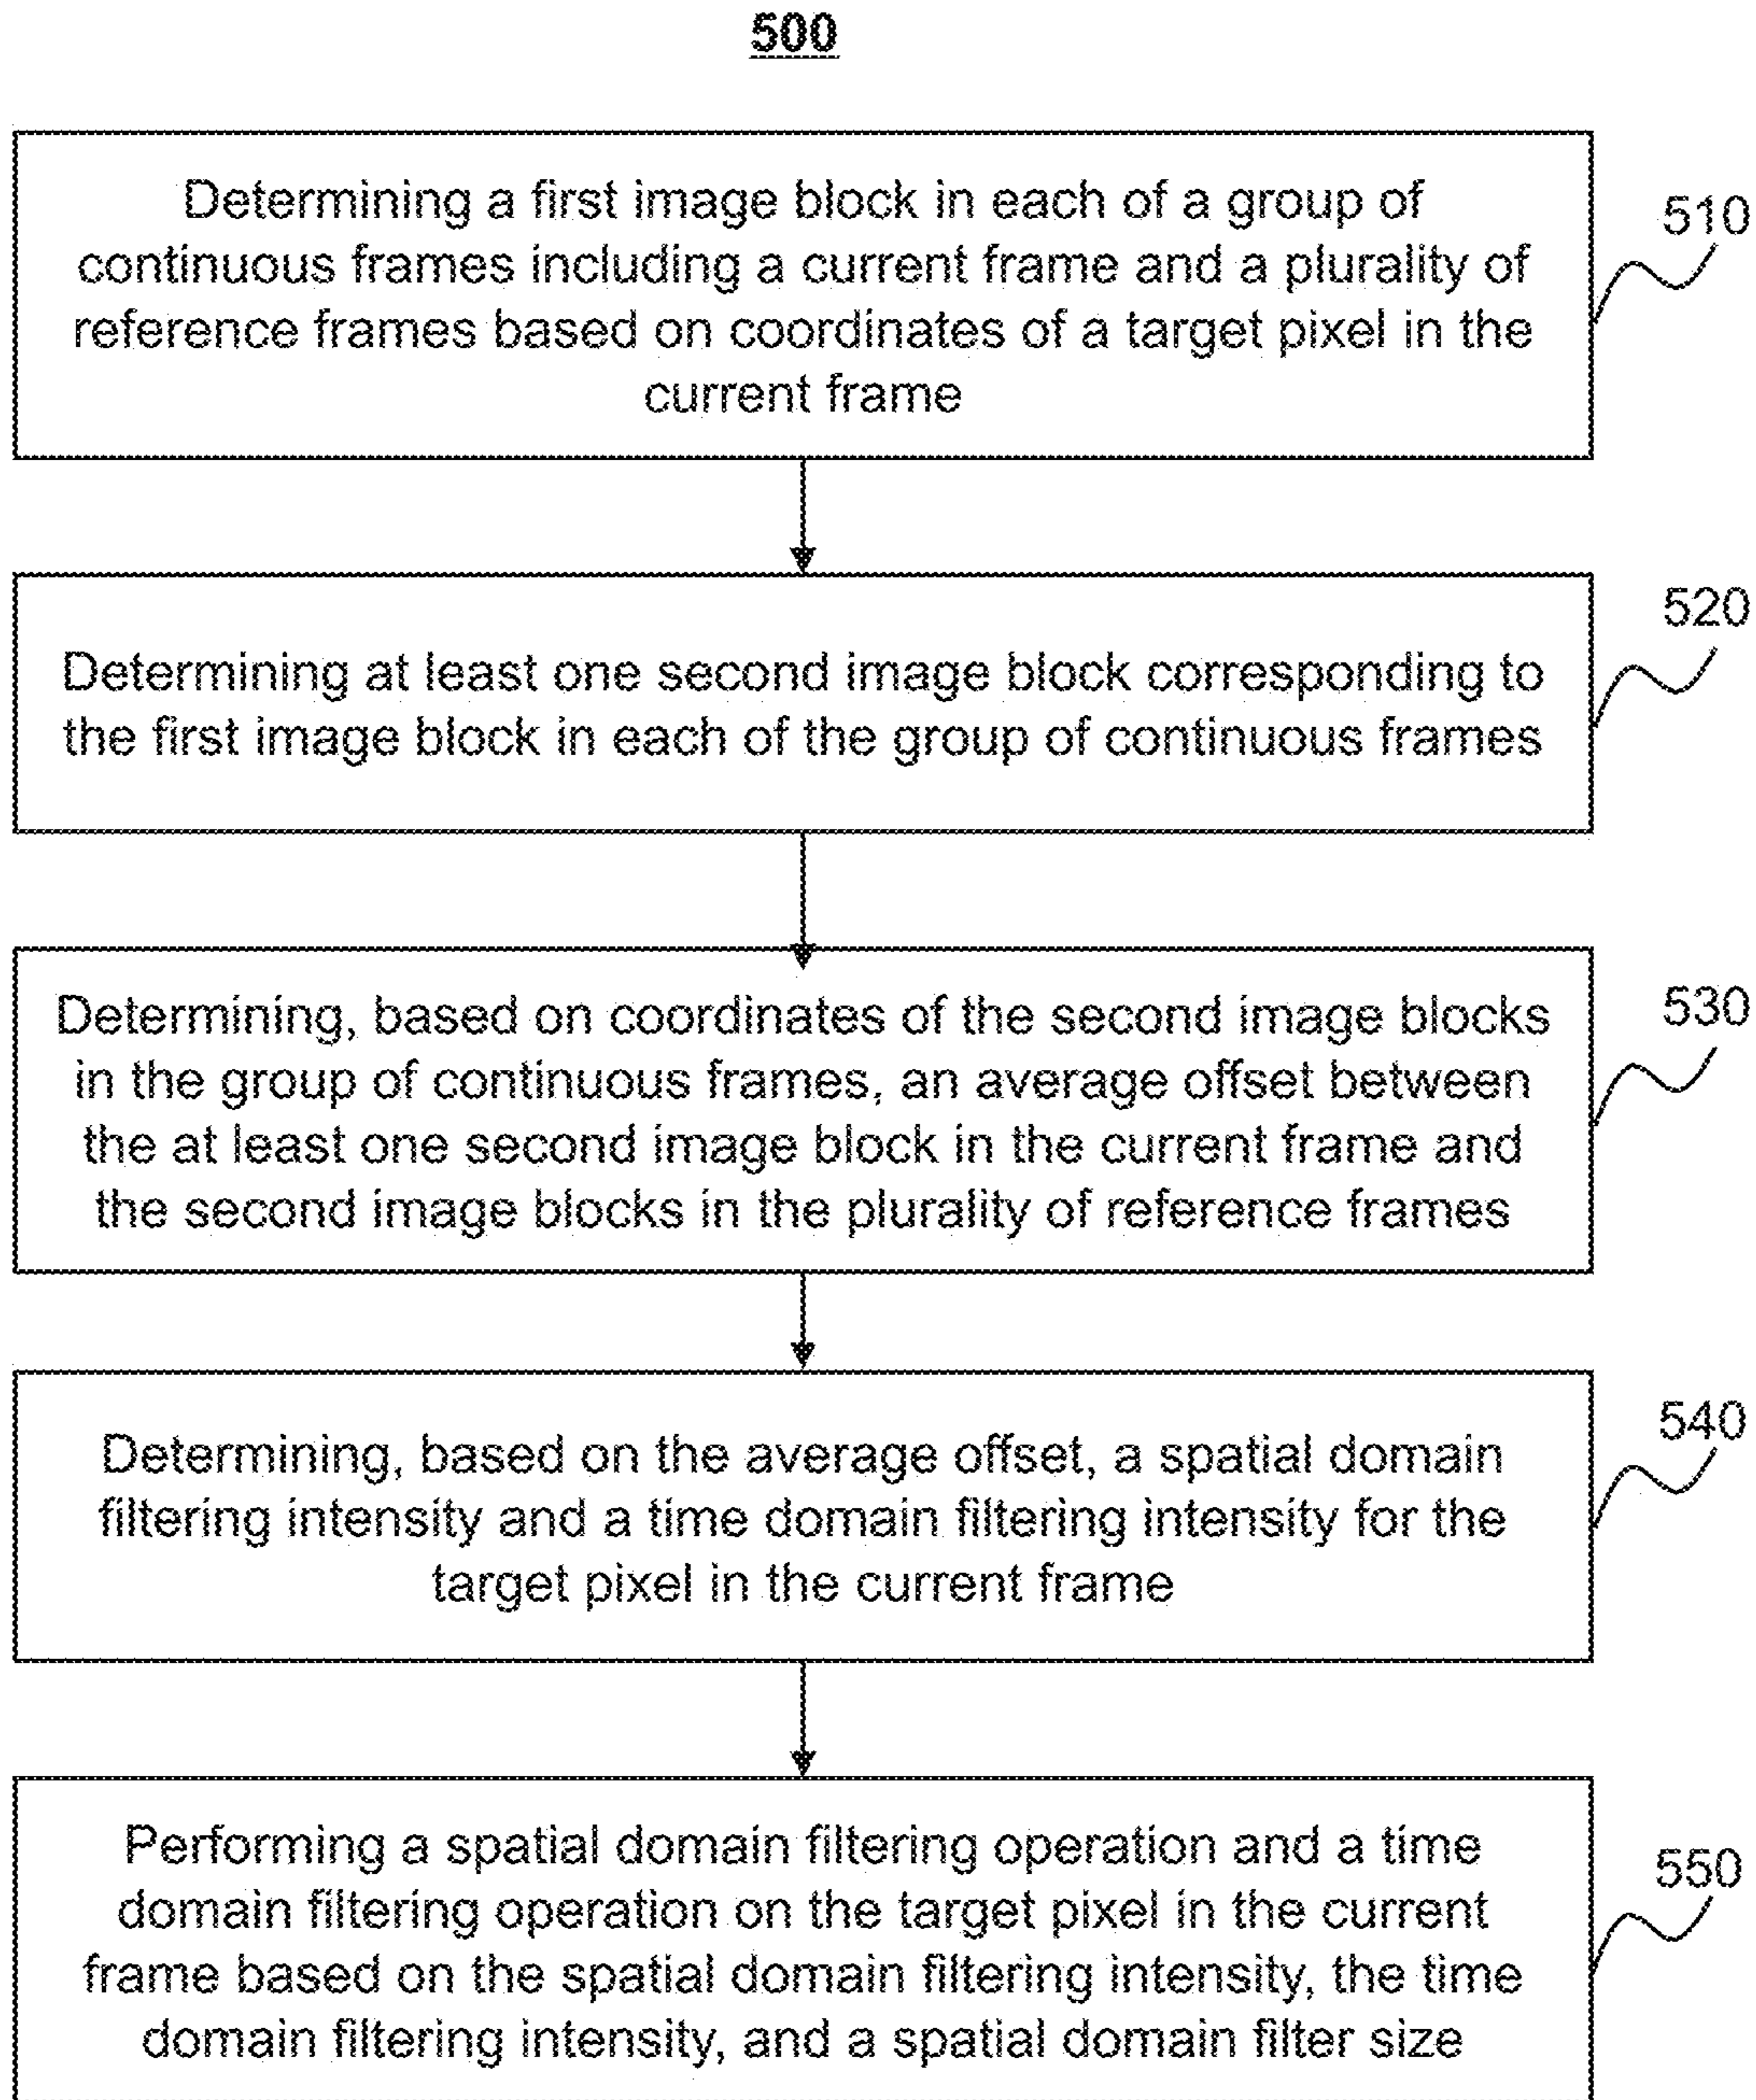 500
Determining a first image block in each of a group of
continuous frames including a current frame and a plurality of
reference frames based on coordinates of a target pixel in the
current frame
510
Determining at least one second image block corresponding to
the first image block in each of the group of continuous frames
520
Determining, based on coordinates of the second image blocks
in the group of continuous frames, an average offset between
the at least one second image block in the current frame and
the second image blocks in the plurality of reference frames
530
Determining, based on the average offset, a spatial domain
filtering intensity and a time domain filtering intensity for the
target pixel in the current frame
540
Performing a spatial domain filtering operation and a time
domain filtering operation on the target pixel in the current
frame based on the spatial domain filtering intensity, the time
domain filtering intensity, and a spatial domain filter size
550